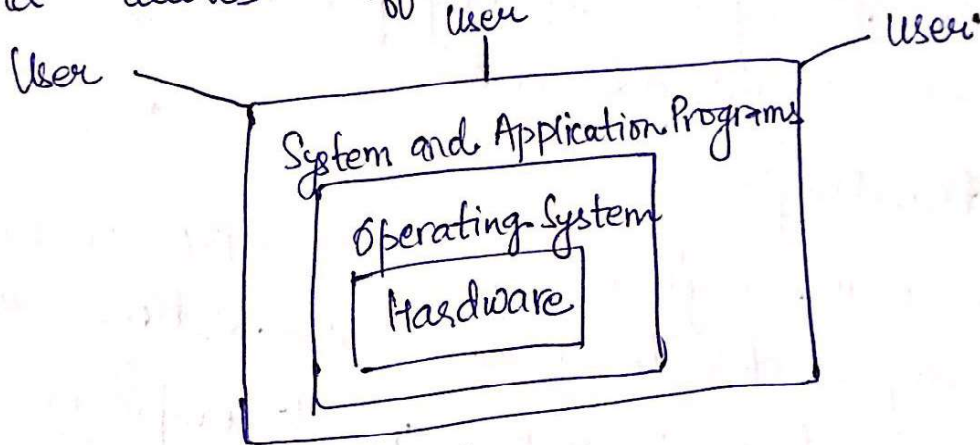 User
User
User
System and Application Programs
Operating System
Hardware